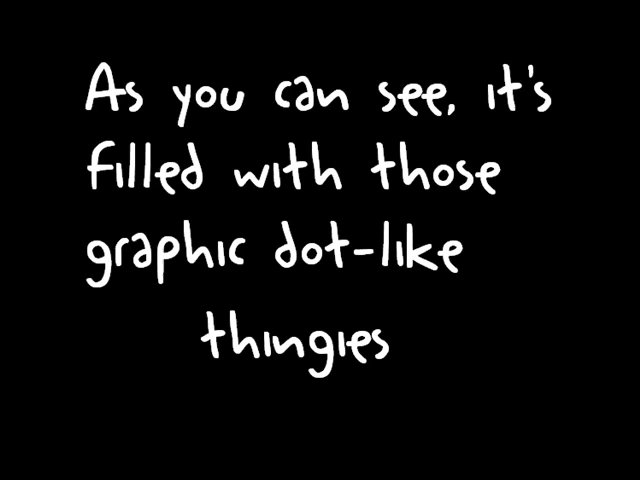 As you can see, it's
filled with those
graphic dot-like
thingies